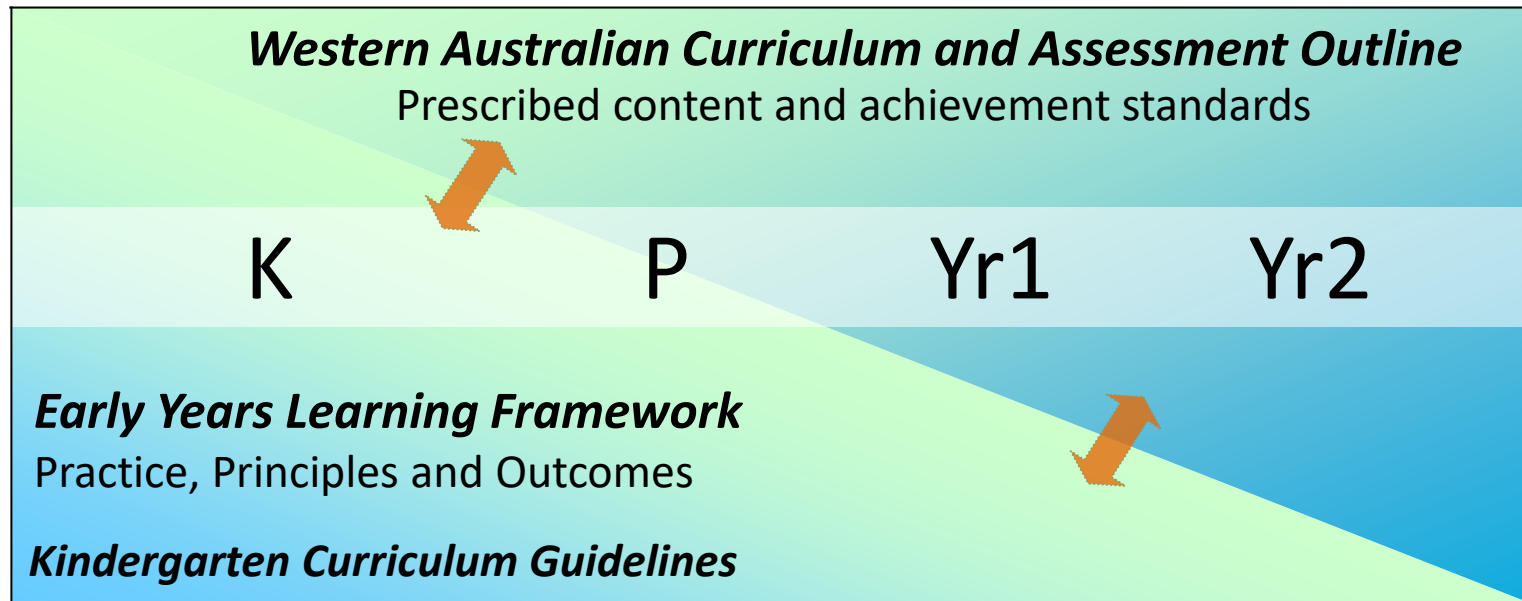 Western Australian Curriculum and Assessment Outline
Prescribed content and achievement standards
K P Yr1 Yr2
Early Years Learning Framework
Practice, Principles and Outcomes
Kindergarten Curriculum Guidelines